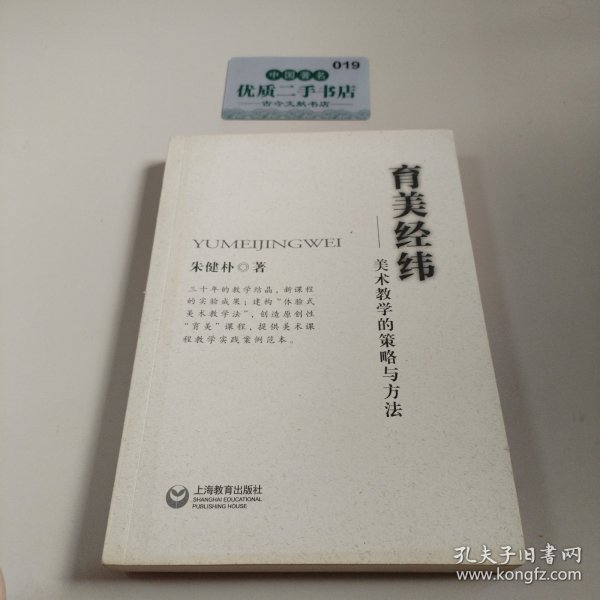 019
中国著名
优质二手书店
古今文献书店
育美经纬
——美术教学的策略与方法
YUMEIJINGWEI
朱健朴◎著
三十年的教学结晶，新课程
的实验成果；建构“体验式
美术教学法”，创造原创性
“育美”课程，提供美术课
程教学实践案例范本。
上海教育出版社
SHANGHAI EDUCATIONAL
PUBLISHING HOUSE
孔夫子旧书网
www.kongfz.com